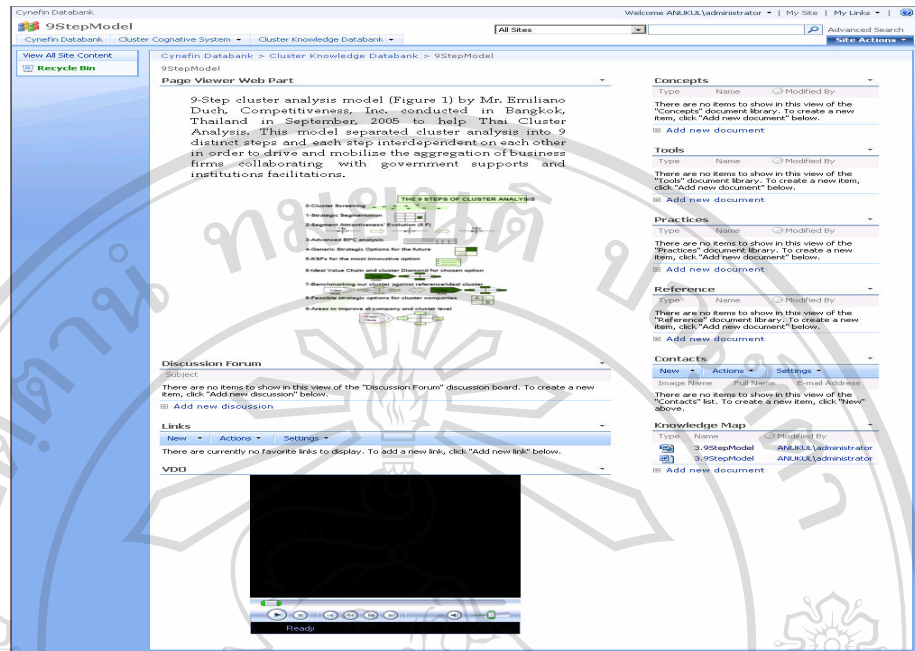 Cynefin Databank
Welcome ANUKUL\administrator | My Site | My Links |
9StepModel
All Sites
Advanced Search
Cynefin Databank Cluster Cognative System Cluster Knowledge Databank
Site Actions
View All Site Content
Recycle Bin
Cynefin Databank > Cluster Knowledge Databank > 9StepModel
9StepModel
Page Viewer Web Part
9-Step cluster analysis model (Figure 1) by Mr. Emiliano
Duch, Competitiveness, Inc. conducted in Bangkok,
Thailand in September, 2005 to help Thai Cluster
Analysis. This model separated cluster analysis into 9
distinct steps and each step interdependent on each other
in order to drive and mobilize the aggregation of business
firms collaborating with government supports and
institutions facilitations.
THE 9 STEPS OF CLUSTER ANALYSIS
0-Cluster Screening
1-Strategic Segmentation
2-Segment Attractiveness' Evolution (5 F)
3-Advanced BPC analysis
4-Generic Strategic Options for the future
5-KSFs for the most innovative option
6-Ideal Value Chain and cluster Diamond for chosen option
7-Benchmarking our cluster against reference/ideal cluster
8-Feasible strategic options for cluster companies
9-Areas to improve at company and cluster level
Discussion Forum
Subject
There are no items to show in this view of the "Discussion Forum" discussion board. To create a new
item, click "Add new discussion" below.
Add new discussion
Links
New Actions Settings
There are currently no favorite links to display. To add a new link, click "Add new link" below.
VDO
Ready
Concepts
Type Name Modified By
There are no items to show in this view of the
"Concepts" document library. To create a new
item, click "Add new document" below.
Add new document
Tools
Type Name Modified By
There are no items to show in this view of the
"Tools" document library. To create a new item,
click "Add new document" below.
Add new document
Practices
Type Name Modified By
There are no items to show in this view of the
"Practices" document library. To create a new
item, click "Add new document" below.
Add new document
Reference
Type Name Modified By
There are no items to show in this view of the
"Reference" document library. To create a new
item, click "Add new document" below.
Add new document
Contacts
New Actions Settings
Image Name Full Name E-mail Address
There are no items to show in this view of the
"Contacts" list. To create a new item, click "New"
above.
Knowledge Map
Type Name Modified By
3.9StepModel ANUKUL\administrator
3.9StepModel ANUKUL\administrator
Add new document